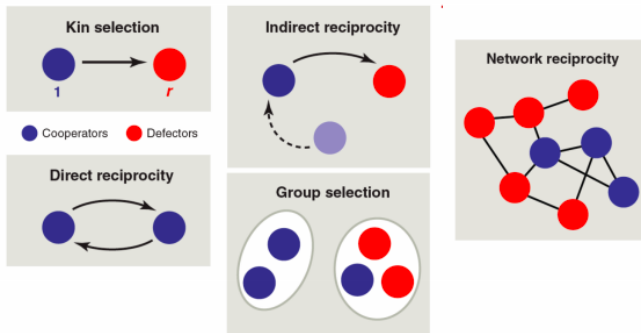 Kin selection
1
r
Cooperators
Defectors
Direct reciprocity
Indirect reciprocity
Group selection
Network reciprocity